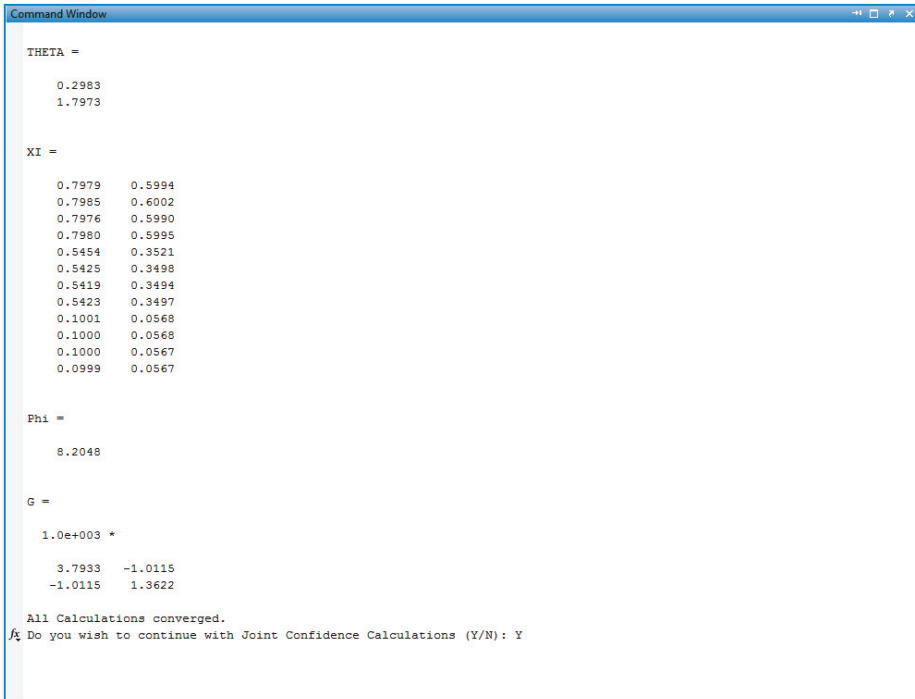 Command Window
THETA =
0.2983
1.7973
XI =
0.7979 0.5994
0.7985 0.6002
0.7976 0.5990
0.7980 0.5995
0.5454 0.3521
0.5425 0.3498
0.5419 0.3494
0.5423 0.3497
0.1001 0.0568
0.1000 0.0568
0.1000 0.0567
0.0999 0.0567
Phi =
8.2048
G =
1.0e+003 *
3.7933 -1.0115
-1.0115 1.3622
All Calculations converged.
fx Do you wish to continue with Joint Confidence Calculations (Y/N): Y